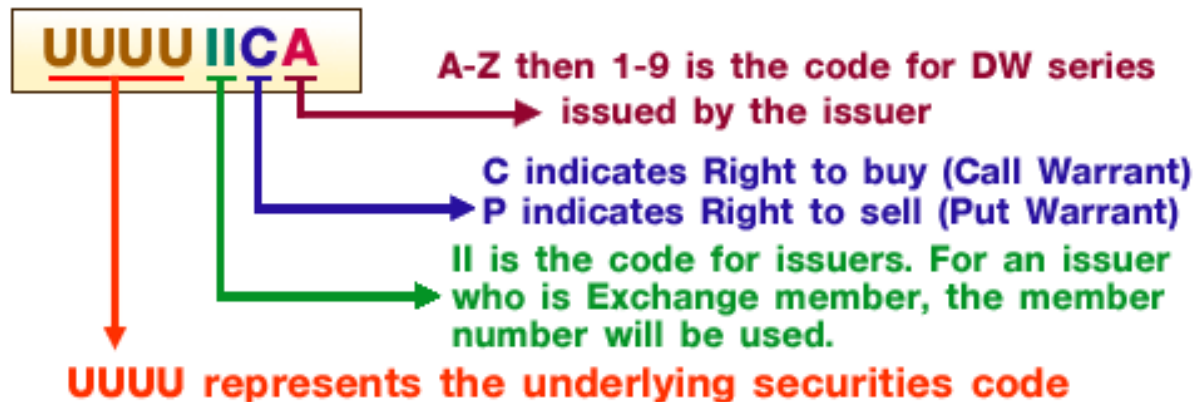 UUUU IICA
A-Z then 1-9 is the code for DW series
issued by the issuer
C indicates Right to buy (Call Warrant)
P indicates Right to sell (Put Warrant)
II is the code for issuers. For an issuer
who is Exchange member, the member
number will be used.
UUUU represents the underlying securities code